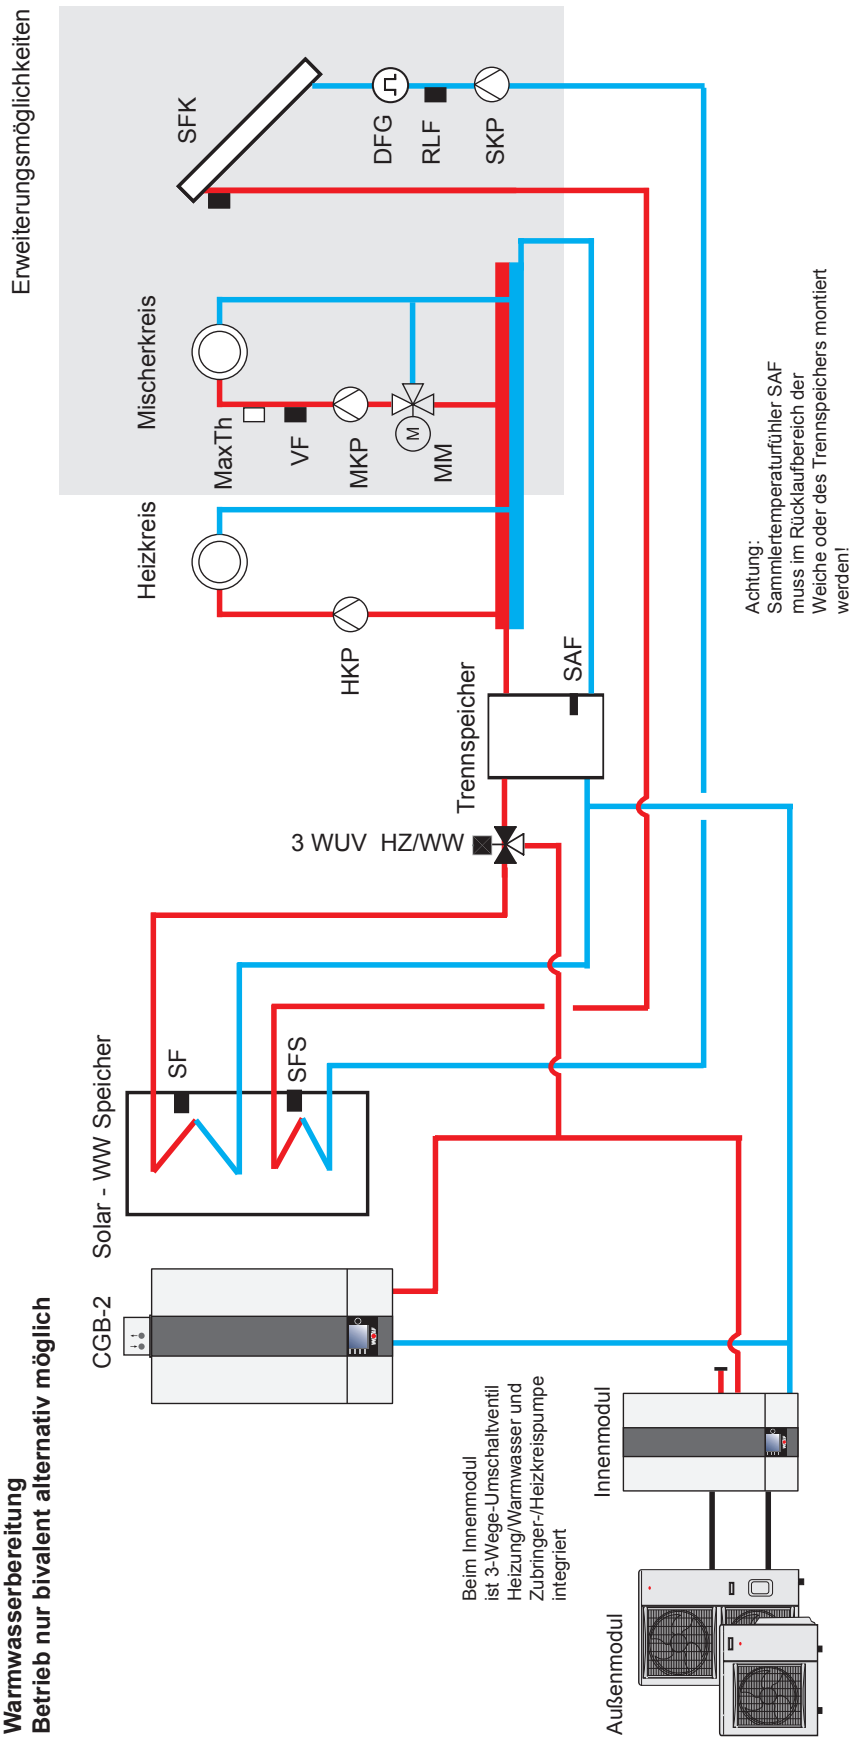 Warmwasserbereitung
Betrieb nur bivalent alternativ möglich
Erweiterungsmöglichkeiten
CGB-2
Solar - WW Speicher
SF
SFS
3 WUV HZ/WW
Trennspeicher
SAF
Heizkreis
HKP
Mischerkreis
MaxTh
VF
MKP
MM
M
SFK
DFG
RLF
SKP
Achtung:
Sammlertemperaturfühler SAF
muss im Rücklaufbereich der
Weiche oder des Trennspeichers montiert
werden!
Beim Innenmodul
ist 3-Wege-Umschaltventil
Heizung/Warmwasser und
Zubringer-/Heizkreispumpe
integriert
Innenmodul
Außenmodul
WOLF